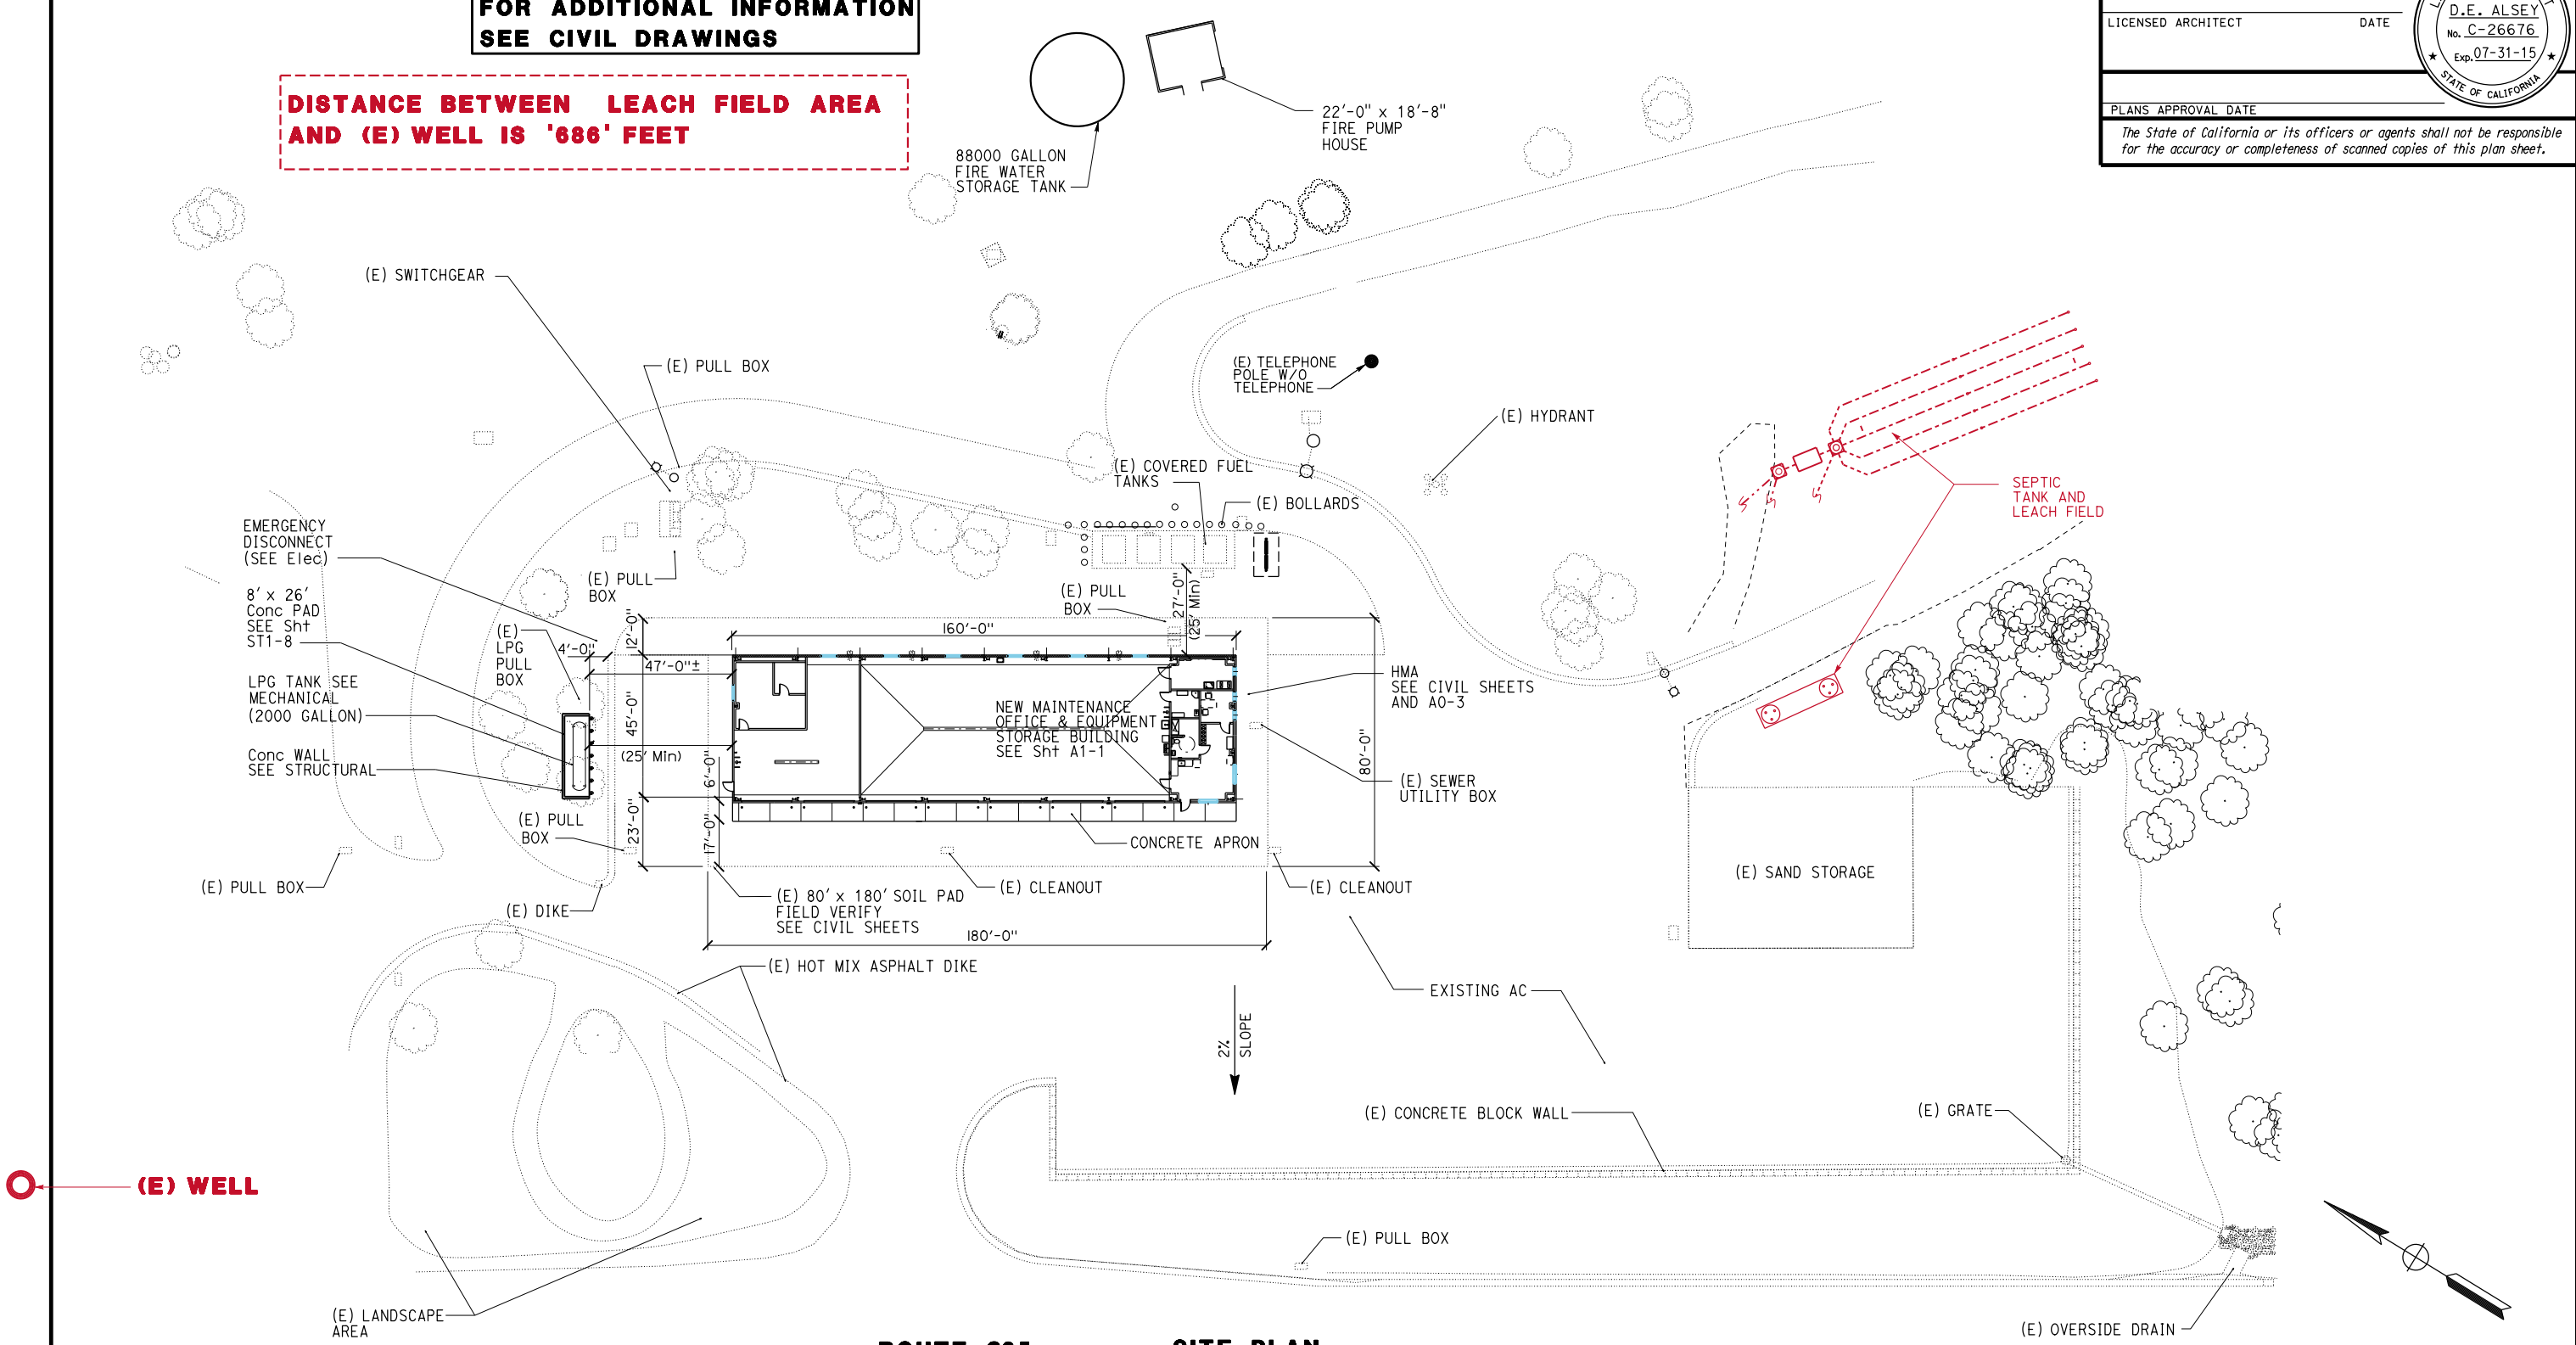 FOR ADDITIONAL INFORMATION
SEE CIVIL DRAWINGS
DISTANCE BETWEEN LEACH FIELD AREA
AND (E) WELL IS '686' FEET
D.E. ALSEY
No. C-26676
Exp. 07-31-15
STATE OF CALIFORNIA
LICENSED ARCHITECT DATE
PLANS APPROVAL DATE
The State of California or its officers or agents shall not be responsible
for the accuracy or completeness of scanned copies of this plan sheet.
22'-0" x 18'-8"
FIRE PUMP
HOUSE
88000 GALLON
FIRE WATER
STORAGE TANK
(E) SWITCHGEAR
(E) PULL BOX
(E) TELEPHONE
POLE W/O
TELEPHONE
(E) HYDRANT
(E) COVERED FUEL
TANKS
(E) BOLLARDS
SEPTIC
TANK AND
LEACH FIELD
EMERGENCY
DISCONNECT
(SEE Elec)
8' x 26'
Conc PAD
SEE Sht
ST1-8
LPG TANK SEE
MECHANICAL
(2000 GALLON)
Conc WALL
SEE STRUCTURAL
(E) PULL
BOX
(E)
LPG
PULL
BOX
4'-0"
12'-0"
47'-0"±
45'-0"
(25' Min)
6'-0"
23'-0"
17'-0"
160'-0"
(E) PULL
BOX
27'-0"
(25' Min)
NEW MAINTENANCE
OFFICE & EQUIPMENT
STORAGE BUILDING
SEE Sht A1-1
HMA
SEE CIVIL SHEETS
AND A0-3
80'-0"
(E) SEWER
UTILITY BOX
(E) PULL
BOX
CONCRETE APRON
(E) PULL BOX
(E) DIKE
(E) 80' x 180' SOIL PAD
FIELD VERIFY
SEE CIVIL SHEETS
(E) CLEANOUT
(E) CLEANOUT
(E) SAND STORAGE
180'-0"
(E) HOT MIX ASPHALT DIKE
EXISTING AC
2%
SLOPE
(E) CONCRETE BLOCK WALL
(E) GRATE
(E) WELL
(E) PULL BOX
(E) LANDSCAPE
AREA
(E) OVERSIDE DRAIN
SITE PLAN